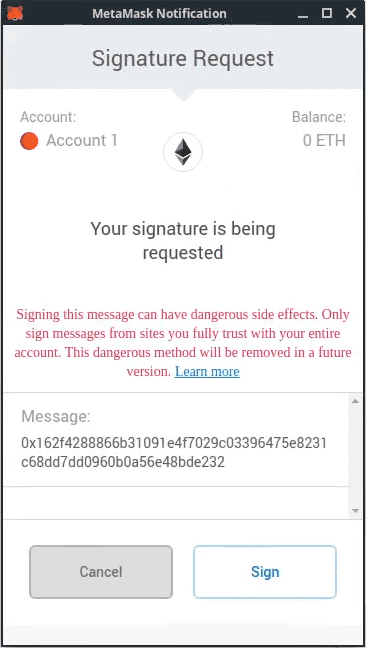 MetaMask Notification
Signature Request
Account:
Balance:
Account 1
0 ETH
Your signature is being
requested
Signing this message can have dangerous side effects. Only
sign messages from sites you fully trust with your entire
account. This dangerous method will be removed in a future
version. Learn more
Message:
0x162f4288866b31091e4f7029c03396475e8231
c68dd7dd0960b0a56e48bde232
Cancel
Sign